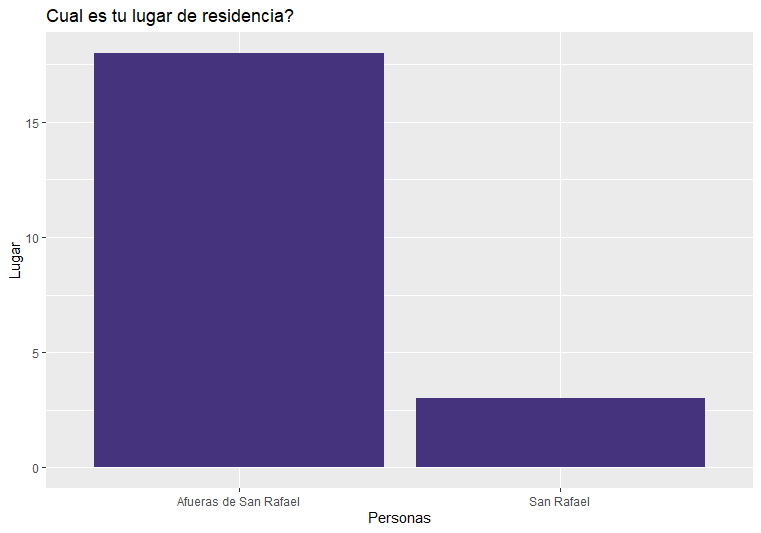 Cual es tu lugar de residencia?
Lugar
15
10
5
0
Afueras de San Rafael
San Rafael
Personas